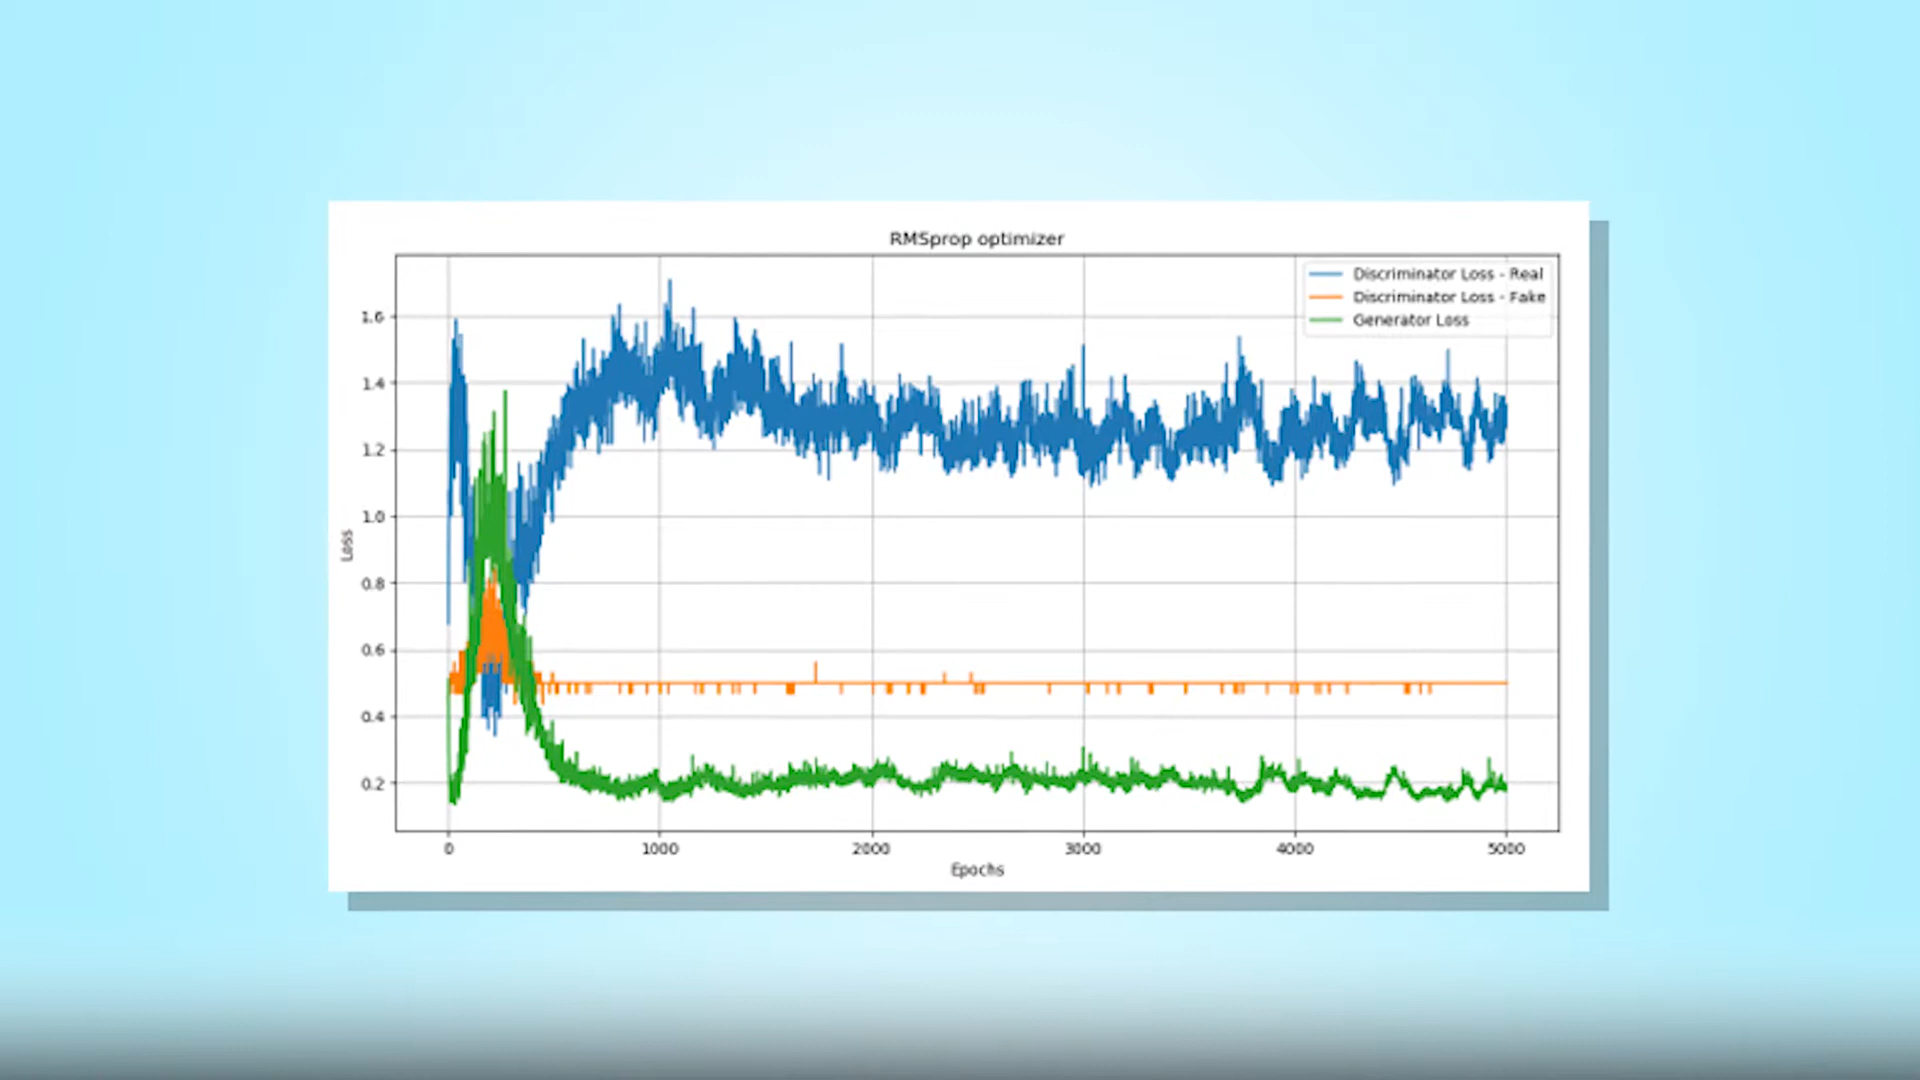 RMSprop optimizer
Discriminator Loss - Real
Discriminator Loss - Fake
Generator Loss
1.6
1.4
1.2
1.0
0.8
0.6
0.4
0.2
Loss
0 1000 2000 3000 4000 5000
Epochs